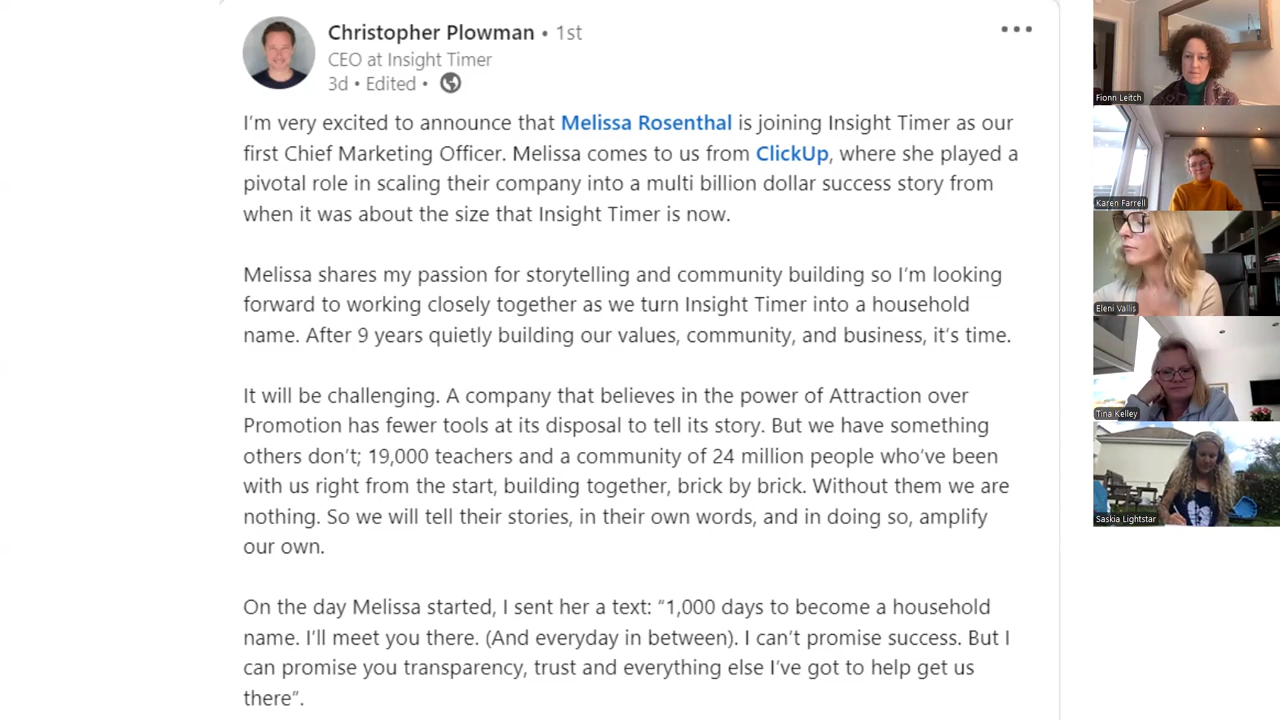 Christopher Plowman • 1st
CEO at Insight Timer
3d • Edited •
I'm very excited to announce that Melissa Rosenthal is joining Insight Timer as our
first Chief Marketing Officer. Melissa comes to us from ClickUp, where she played a
pivotal role in scaling their company into a multi billion dollar success story from
when it was about the size that Insight Timer is now.
Melissa shares my passion for storytelling and community building so I'm looking
forward to working closely together as we turn Insight Timer into a household
name. After 9 years quietly building our values, community, and business, it's time.
It will be challenging. A company that believes in the power of Attraction over
Promotion has fewer tools at its disposal to tell its story. But we have something
others don't; 19,000 teachers and a community of 24 million people who've been
with us right from the start, building together, brick by brick. Without them we are
nothing. So we will tell their stories, in their own words, and in doing so, amplify
our own.
On the day Melissa started, I sent her a text: “1,000 days to become a household
name. I'll meet you there. (And everyday in between). I can't promise success. But I
can promise you transparency, trust and everything else I've got to help get us
there”.
Fionn Leitch
Karen Farrell
Eleni Vallis
Tina Kelley
Saskia Lightstar